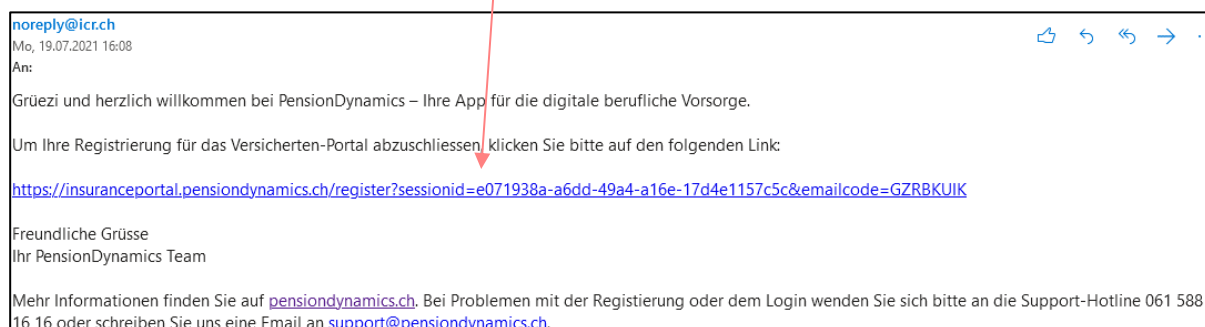 noreply@icr.ch
Mo, 19.07.2021 16:08
An:
Grüezi und herzlich willkommen bei PensionDynamics – Ihre App für die digitale berufliche Vorsorge.
Um Ihre Registrierung für das Versicherten-Portal abzuschliessen, klicken Sie bitte auf den folgenden Link:
https://insuranceportal.pensiondynamics.ch/register?sessionid=e071938a-a6dd-49a4-a16e-17d4e1157c5c&emailcode=GZRBKUIK
Freundliche Grüsse
Ihr PensionDynamics Team
Mehr Informationen finden Sie auf pensiondynamics.ch. Bei Problemen mit der Registierung oder dem Login wenden Sie sich bitte an die Support-Hotline 061 588
16 16 oder schreiben Sie uns eine Email an support@pensiondynamics.ch.